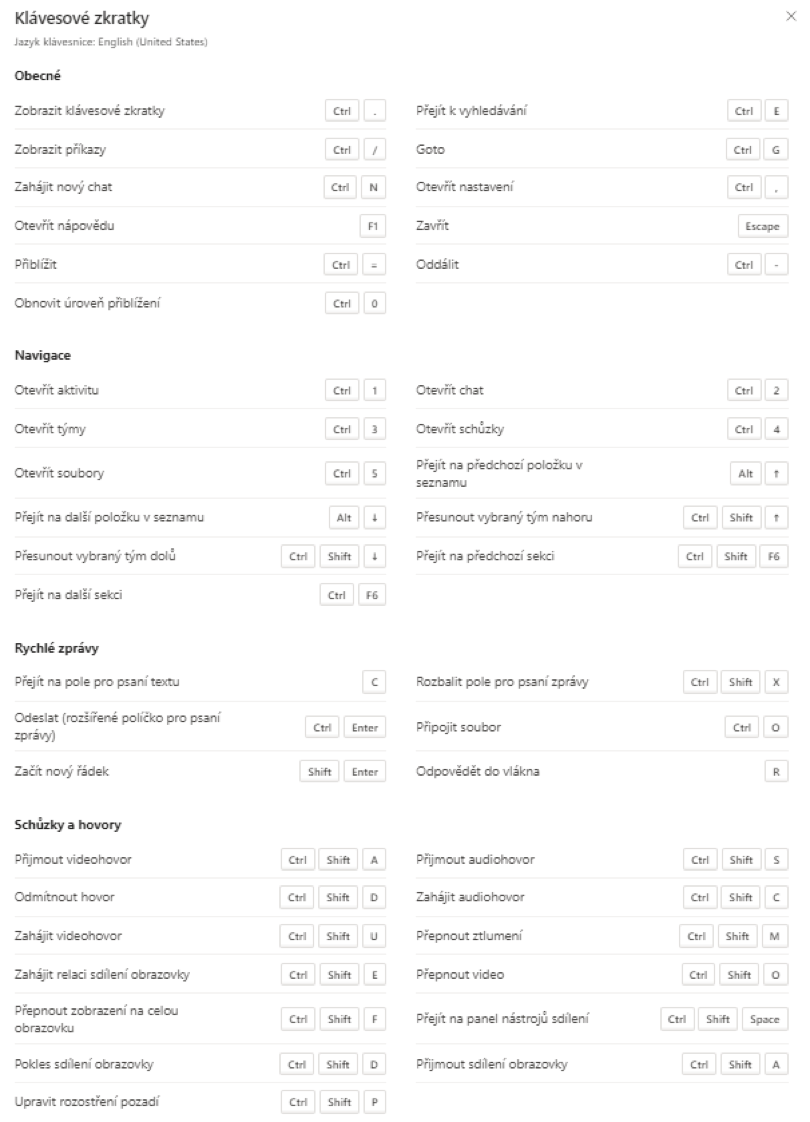 Klávesové zkratky
Jazyk klávesnice: English (United States)
Obecné
Zobrazit klávesové zkratky Ctrl .
Přejít k vyhledávání Ctrl E
Zobrazit příkazy Ctrl /
Goto Ctrl G
Zahájit nový chat Ctrl N
Otevřít nastavení Ctrl ,
Otevřít nápovědu F1
Zavřít Escape
Přiblížit Ctrl =
Oddálit Ctrl -
Obnovit úroveň přiblížení Ctrl 0
Navigace
Otevřít aktivitu Ctrl 1
Otevřít chat Ctrl 2
Otevřít týmy Ctrl 3
Otevřít schůzky Ctrl 4
Otevřít soubory Ctrl 5
Přejít na předchozí položku v
seznamu Alt ↑
Přejít na další položku v seznamu Alt ↓
Přesunout vybraný tým nahoru Ctrl Shift ↑
Přesunout vybraný tým dolů Ctrl Shift ↓
Přejít na předchozí sekci Ctrl Shift F6
Přejít na další sekci Ctrl F6
Rychlé zprávy
Přejít na pole pro psaní textu C
Rozbalit pole pro psaní zprávy Ctrl Shift X
Odeslat (rozšířené políčko pro psaní
zprávy) Ctrl Enter
Připojit soubor Ctrl O
Začít nový řádek Shift Enter
Odpovědět do vlákna R
Schůzky a hovory
Přijmout videohovor Ctrl Shift A
Přijmout audiohovor Ctrl Shift S
Odmítnout hovor Ctrl Shift D
Zahájit audiohovor Ctrl Shift C
Zahájit videohovor Ctrl Shift U
Přepnout ztlumení Ctrl Shift M
Zahájit relaci sdílení obrazovky Ctrl Shift E
Přepnout video Ctrl Shift O
Přepnout zobrazení na celou
obrazovku Ctrl Shift F
Přejít na panel nástrojů sdílení Ctrl Shift Space
Pokles sdílení obrazovky Ctrl Shift D
Přijmout sdílení obrazovky Ctrl Shift A
Upravit rozostření pozadí Ctrl Shift P